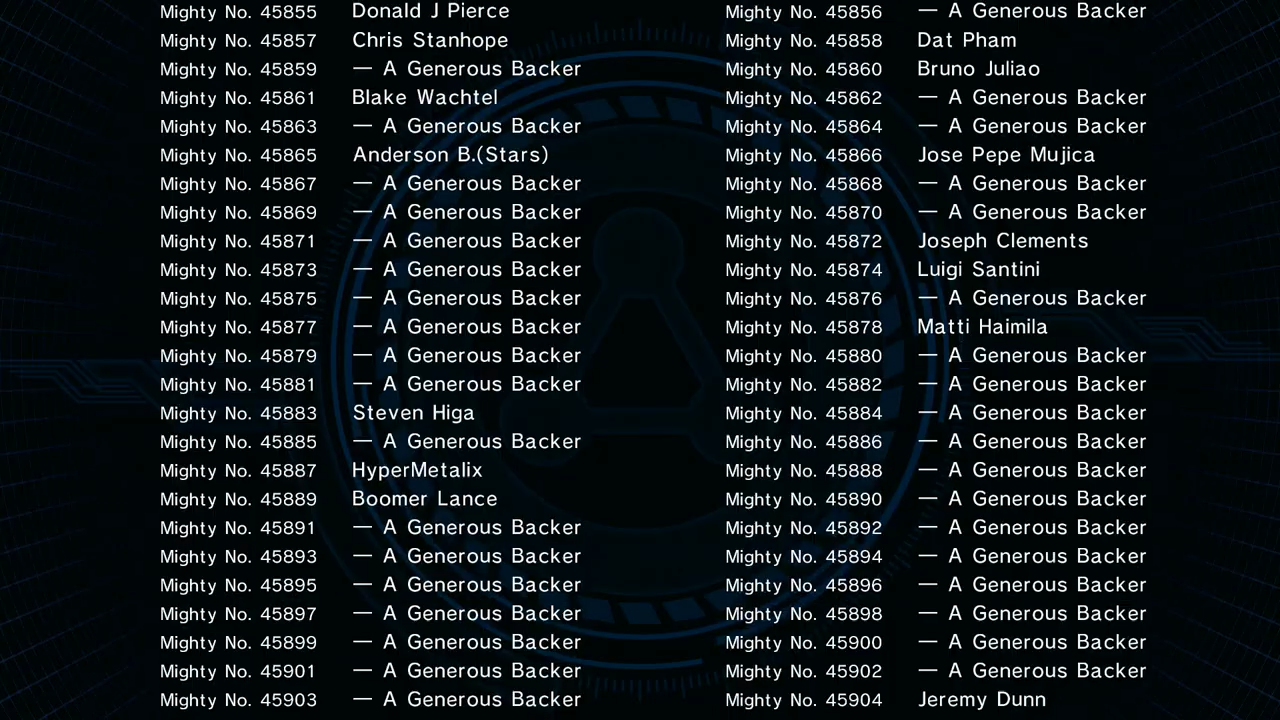 Mighty No. 45855 Donald J Pierce Mighty No. 45856 — A Generous Backer
Mighty No. 45857 Chris Stanhope Mighty No. 45858 Dat Pham
Mighty No. 45859 — A Generous Backer Mighty No. 45860 Bruno Juliao
Mighty No. 45861 Blake Wachtel Mighty No. 45862 — A Generous Backer
Mighty No. 45863 — A Generous Backer Mighty No. 45864 — A Generous Backer
Mighty No. 45865 Anderson B.(Stars) Mighty No. 45866 Jose Pepe Mujica
Mighty No. 45867 — A Generous Backer Mighty No. 45868 — A Generous Backer
Mighty No. 45869 — A Generous Backer Mighty No. 45870 — A Generous Backer
Mighty No. 45871 — A Generous Backer Mighty No. 45872 Joseph Clements
Mighty No. 45873 — A Generous Backer Mighty No. 45874 Luigi Santini
Mighty No. 45875 — A Generous Backer Mighty No. 45876 — A Generous Backer
Mighty No. 45877 — A Generous Backer Mighty No. 45878 Matti Haimila
Mighty No. 45879 — A Generous Backer Mighty No. 45880 — A Generous Backer
Mighty No. 45881 — A Generous Backer Mighty No. 45882 — A Generous Backer
Mighty No. 45883 Steven Higa Mighty No. 45884 — A Generous Backer
Mighty No. 45885 — A Generous Backer Mighty No. 45886 — A Generous Backer
Mighty No. 45887 HyperMetalix Mighty No. 45888 — A Generous Backer
Mighty No. 45889 Boomer Lance Mighty No. 45890 — A Generous Backer
Mighty No. 45891 — A Generous Backer Mighty No. 45892 — A Generous Backer
Mighty No. 45893 — A Generous Backer Mighty No. 45894 — A Generous Backer
Mighty No. 45895 — A Generous Backer Mighty No. 45896 — A Generous Backer
Mighty No. 45897 — A Generous Backer Mighty No. 45898 — A Generous Backer
Mighty No. 45899 — A Generous Backer Mighty No. 45900 — A Generous Backer
Mighty No. 45901 — A Generous Backer Mighty No. 45902 — A Generous Backer
Mighty No. 45903 — A Generous Backer Mighty No. 45904 Jeremy Dunn